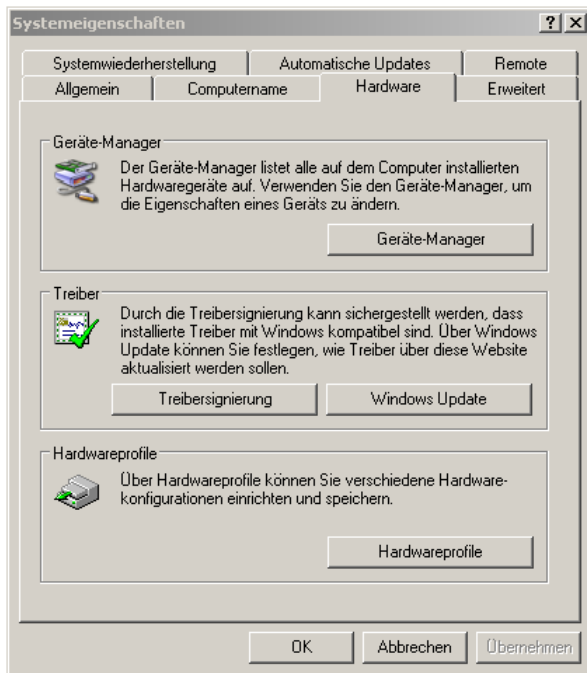 Systemeigenschaften
Systemwiederherstellung Automatische Updates Remote
Allgemein Computername Hardware Erweitert
Geräte-Manager
Der Geräte-Manager listet alle auf dem Computer installierten
Hardwaregeräte auf. Verwenden Sie den Geräte-Manager, um
die Eigenschaften eines Geräts zu ändern.
Geräte-Manager
Treiber
Durch die Treibersignierung kann sichergestellt werden, dass
installierte Treiber mit Windows kompatibel sind. Über Windows
Update können Sie festlegen, wie Treiber über diese Website
aktualisiert werden sollen.
Treibersignierung Windows Update
Hardwareprofile
Über Hardwareprofile können Sie verschiedene Hardware-
konfigurationen einrichten und speichern.
Hardwareprofile
OK Abbrechen Übernehmen